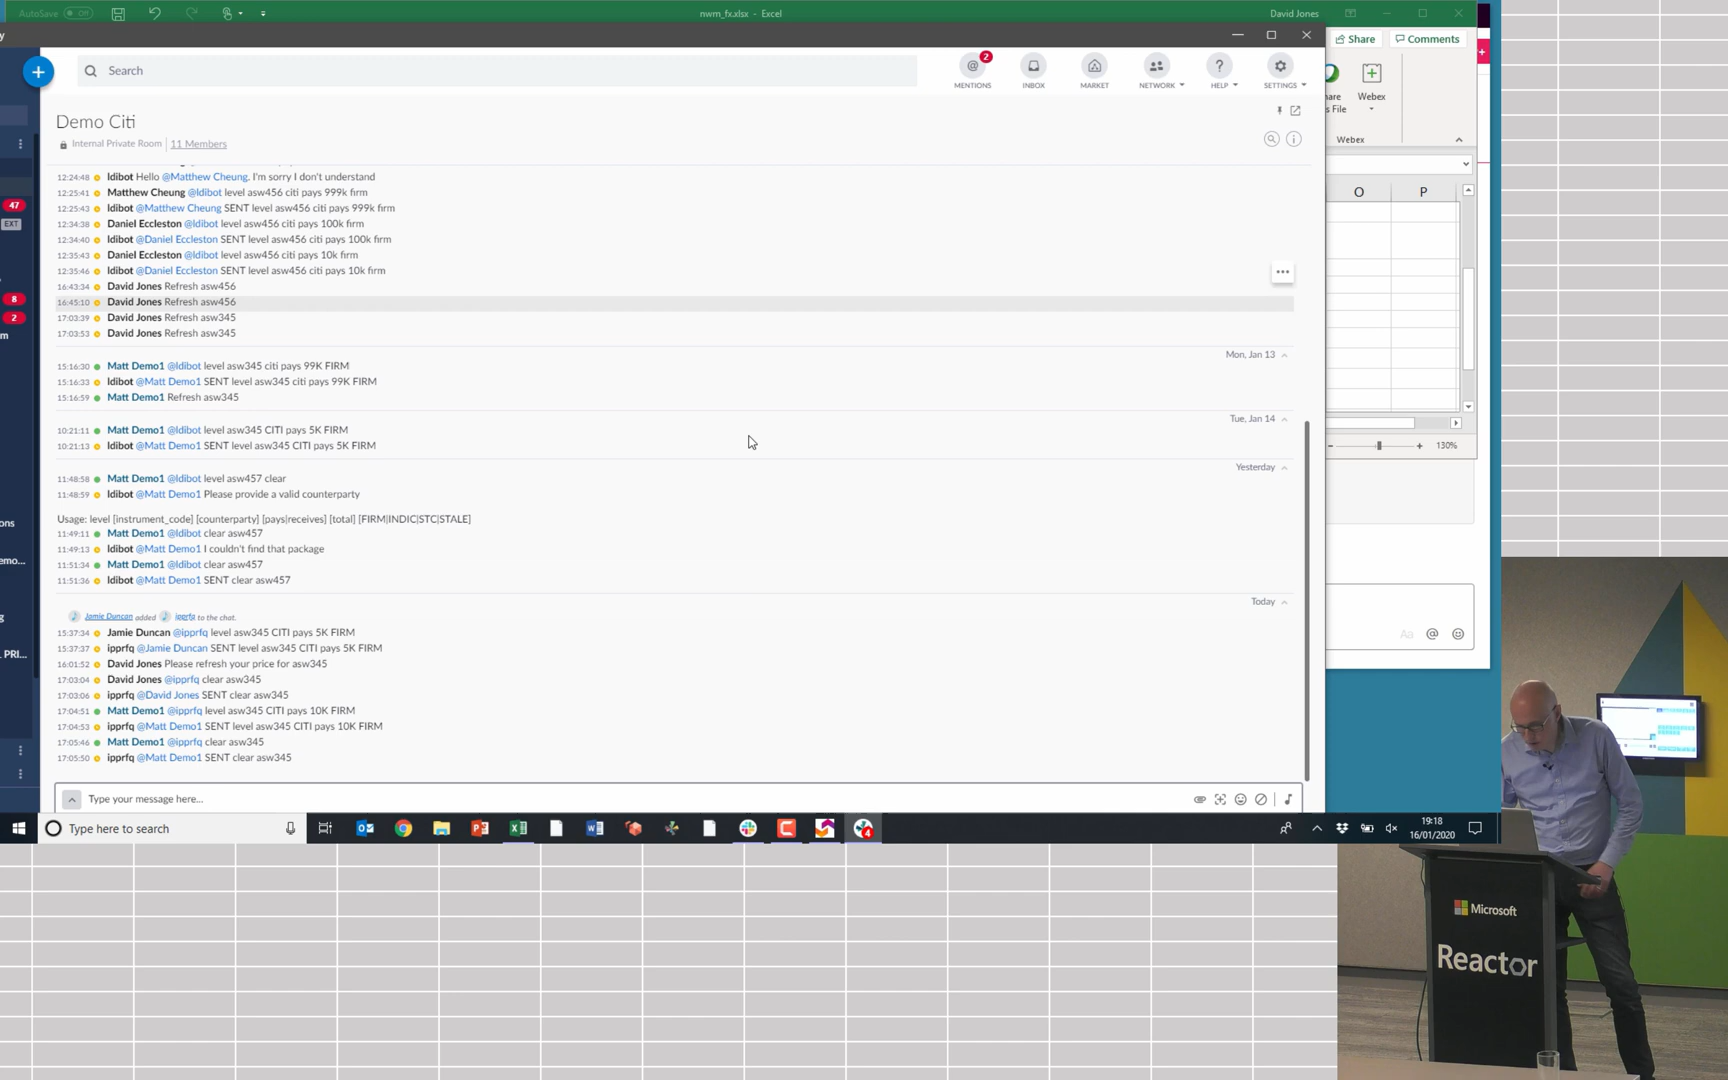 AutoSave Off
nwm_fx.xlsx - Excel
David Jones
y
Share
Comments
+
Search
2
MENTIONS
INBOX
MARKET
NETWORK
HELP
SETTINGS
hare
s File
Webex
Webex
Demo Citi
Internal Private Room
11 Members
O
P
12:24:48 ldibot Hello @Matthew Cheung. I'm sorry I don't understand
12:25:41 Matthew Cheung @ldibot level asw456 citi pays 999k firm
12:25:43 ldibot @Matthew Cheung SENT level asw456 citi pays 999k firm
12:34:38 Daniel Eccleston @ldibot level asw456 citi pays 100k firm
12:34:40 ldibot @Daniel Eccleston SENT level asw456 citi pays 100k firm
12:35:43 Daniel Eccleston @ldibot level asw456 citi pays 10k firm
12:35:46 ldibot @Daniel Eccleston SENT level asw456 citi pays 10k firm
16:43:34 David Jones Refresh asw456
16:45:10 David Jones Refresh asw456
17:03:39 David Jones Refresh asw345
17:03:53 David Jones Refresh asw345
47
EXT
8
2
m
Mon, Jan 13
15:16:30 Matt Demo1 @ldibot level asw345 citi pays 99K FIRM
15:16:33 ldibot @Matt Demo1 SENT level asw345 citi pays 99K FIRM
15:16:59 Matt Demo1 Refresh asw345
Tue, Jan 14
10:21:11 Matt Demo1 @ldibot level asw345 CITI pays 5K FIRM
10:21:13 ldibot @Matt Demo1 SENT level asw345 CITI pays 5K FIRM
130%
Yesterday
11:48:58 Matt Demo1 @ldibot level asw457 clear
11:48:59 ldibot @Matt Demo1 Please provide a valid counterparty
Usage: level [instrument_code] [counterparty] [pays|receives] [total] [FIRM|INDIC|STC|STALE]
ons
11:49:11 Matt Demo1 @ldibot clear asw457
11:49:13 ldibot @Matt Demo1 I couldn't find that package
emo...
11:51:34 Matt Demo1 @ldibot clear asw457
11:51:36 ldibot @Matt Demo1 SENT clear asw457
Today
g
Jamie Duncan added ipprfq to the chat.
15:37:34 Jamie Duncan @ipprfq level asw345 CITI pays 5K FIRM
15:37:37 ipprfq @Jamie Duncan SENT level asw345 CITI pays 5K FIRM
PRI...
16:01:52 David Jones Please refresh your price for asw345
17:03:04 David Jones @ipprfq clear asw345
17:03:06 ipprfq @David Jones SENT clear asw345
17:04:51 Matt Demo1 @ipprfq level asw345 CITI pays 10K FIRM
17:04:53 ipprfq @Matt Demo1 SENT level asw345 CITI pays 10K FIRM
17:05:46 Matt Demo1 @ipprfq clear asw345
17:05:50 ipprfq @Matt Demo1 SENT clear asw345
Aa @
Type your message here...
Type here to search
4
19:18
16/01/2020
Microsoft
Reactor